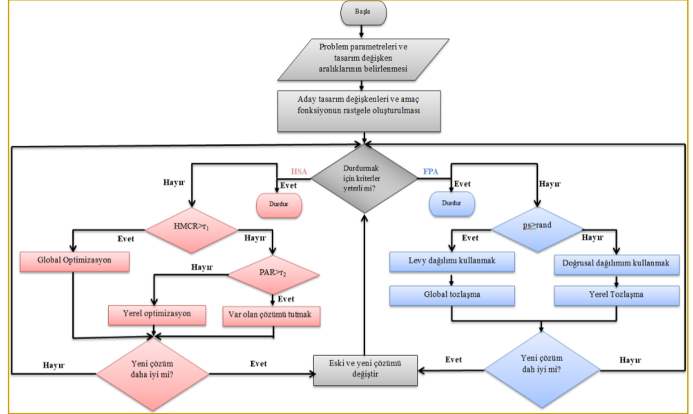 Başla
Problem parametreleri ve
tasarım değişken
aralıklarının belirlenmesi
Aday tasarım değişkenleri ve amaç
fonksiyonun rastgele oluşturulması
Durdurmak
için kriterler
yeterli mi?
HSA
FPA
Hayır
Evet
Durdur
Evet
Durdur
Hayır
HMCR>r1
Evet
Hayır
Global Optimizasyon
PAR>r2
Hayır
Evet
Yerel optimizasyon
Var olan çözümü tutmak
ps>rand
Evet
Hayır
Levy dağılımı kullanmak
Doğrusal dağılımım kullanmak
Global tozlaşma
Yerel Tozlaşma
Hayır
Yeni çözüm
daha iyi mi?
Evet
Eski ve yeni çözümü
değiştir
Evet
Yeni çözüm
dah iyi mi?
Hayır